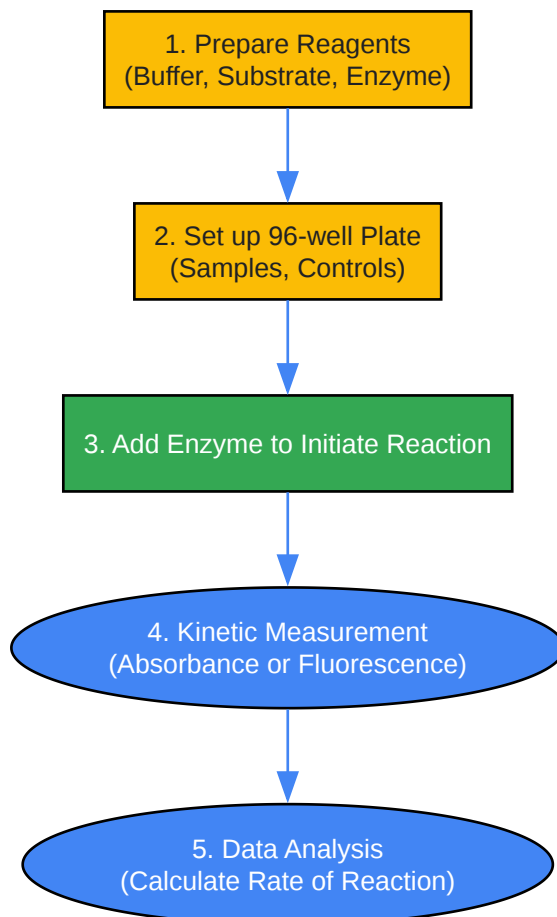 1. Prepare Reagents
(Buffer, Substrate, Enzyme)
2. Set up 96-well Plate
(Samples, Controls)
3. Add Enzyme to Initiate Reaction
4. Kinetic Measurement
(Absorbance or Fluorescence)
5. Data Analysis
(Calculate Rate of Reaction)